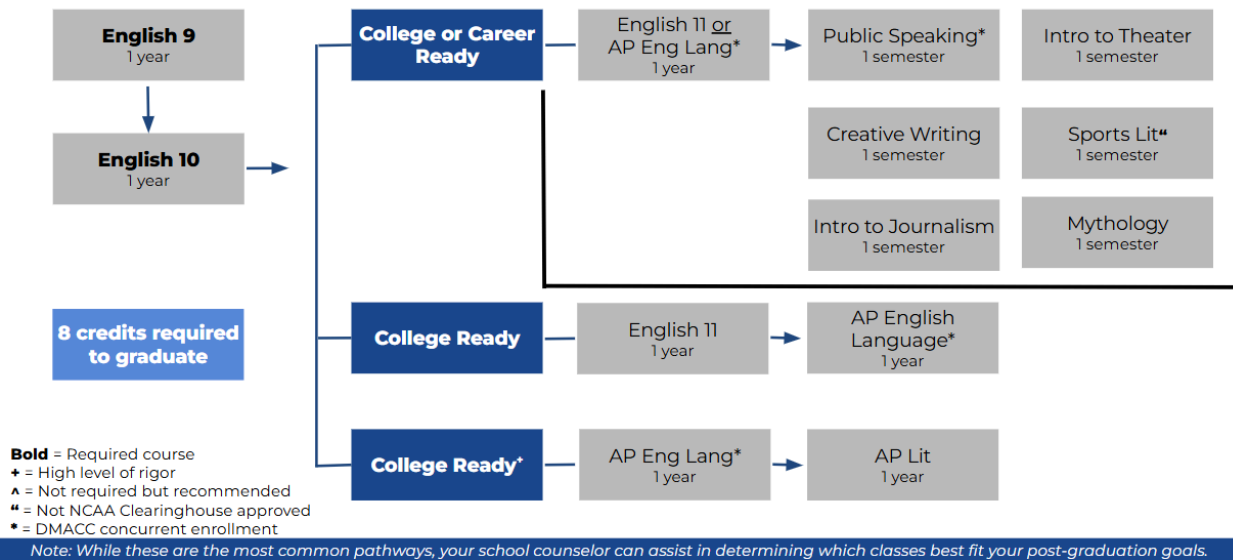 English 9
1 year
English 10
1 year
8 credits required
to graduate
College or Career
Ready
English 11 or
AP Eng Lang*
1 year
Public Speaking*
1 semester
Intro to Theater
1 semester
Creative Writing
1 semester
Sports Lit“
1 semester
Intro to Journalism
1 semester
Mythology
1 semester
College Ready
English 11
1 year
AP English
Language*
1 year
College Ready+
AP Eng Lang*
1 year
AP Lit
1 year
Bold = Required course
+ = High level of rigor
^ = Not required but recommended
“ = Not NCAA Clearinghouse approved
* = DMACC concurrent enrollment
Note: While these are the most common pathways, your school counselor can assist in determining which classes best fit your post-graduation goals.